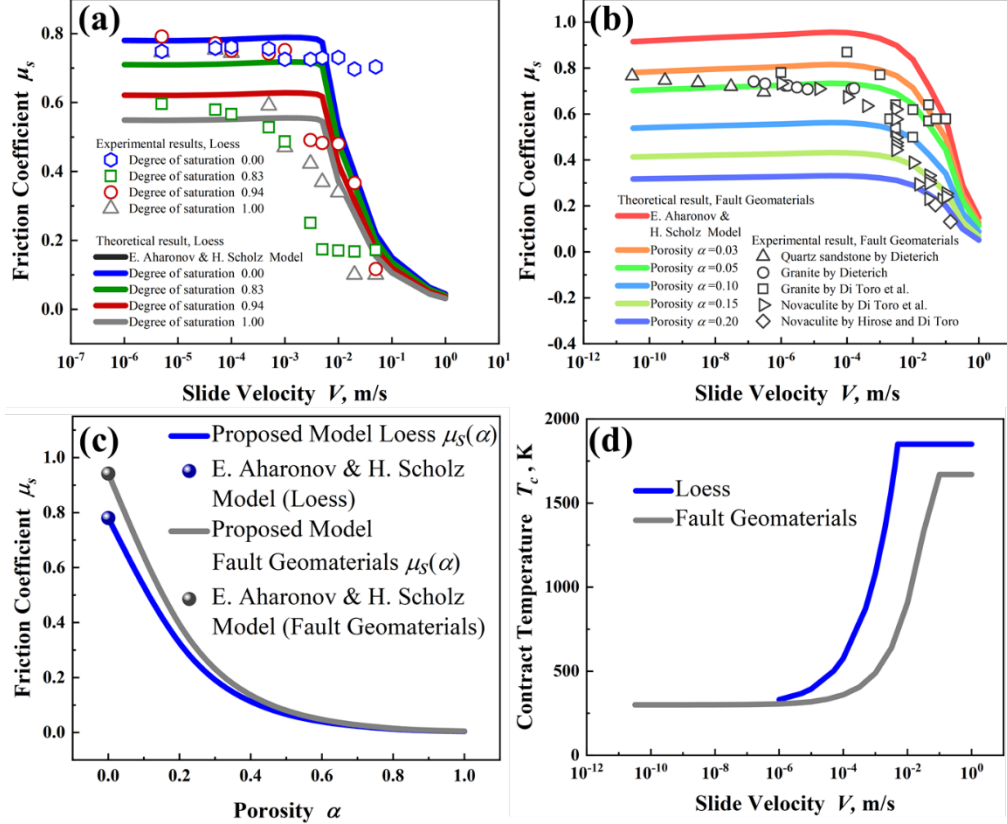 (a)
Friction Coefficient μs
0.8
0.6
0.4
0.2
0.0
Experimental results, Loess
Degree of saturation 0.00
Degree of saturation 0.83
Degree of saturation 0.94
Degree of saturation 1.00
Theoretical result, Loess
E. Aharonov & H. Scholz Model
Degree of saturation 0.00
Degree of saturation 0.83
Degree of saturation 0.94
Degree of saturation 1.00
10⁻⁷ 10⁻⁶ 10⁻⁵ 10⁻⁴ 10⁻³ 10⁻² 10⁻¹ 10⁰ 10¹
Slide Velocity V, m/s
(b)
Friction Coefficient μs
1.0
0.8
0.6
0.4
0.2
0.0
-0.2
-0.4
Theoretical result, Fault Geomaterials
E. Aharonov &
H. Scholz Model
Porosity α=0.03
Porosity α=0.05
Porosity α=0.10
Porosity α=0.15
Porosity α=0.20
Experimental result, Fault Geomaterials
Quartz sandstone by Dieterich
Granite by Dieterich
Granite by Di Toro et al.
Novaculite by Di Toro et al.
Novaculite by Hirose and Di Toro
10⁻¹² 10⁻¹⁰ 10⁻⁸ 10⁻⁶ 10⁻⁴ 10⁻² 10⁰
Slide Velocity V, m/s
(c)
Friction Coefficient μs
1.0
0.8
0.6
0.4
0.2
0.0
Proposed Model Loess μs(α)
E. Aharonov & H. Scholz
Model (Loess)
Proposed Model
Fault Geomaterials μs(α)
E. Aharonov & H. Scholz
Model (Fault Geomaterials)
0.0 0.2 0.4 0.6 0.8 1.0
Porosity α
(d)
Contract Temperature Tc , K
2000
1750
1500
1250
1000
750
500
250
0
Loess
Fault Geomaterials
10⁻¹² 10⁻¹⁰ 10⁻⁸ 10⁻⁶ 10⁻⁴ 10⁻² 10⁰
Slide Velocity V, m/s